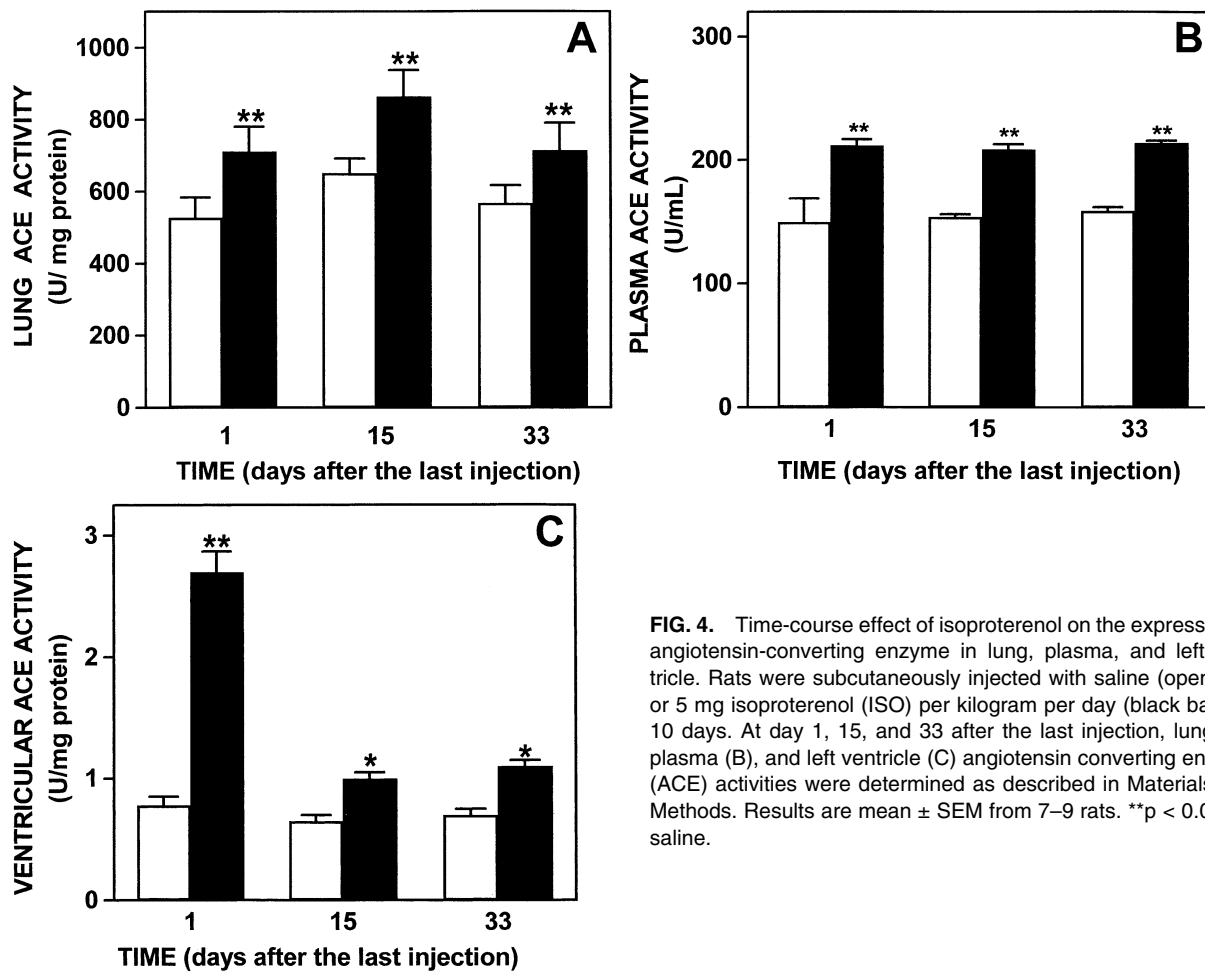 A
1000
**
**
**
800
600
400
200
0
LUNG ACE ACTIVITY
(U/ mg protein)
1 15 33
TIME (days after the last injection)
B
300
**
**
**
200
100
0
PLASMA ACE ACTIVITY
(U/mL)
1 15 33
TIME (days after the last injection)
C
3
**
2
*
*
1
0
VENTRICULAR ACE ACTIVITY
(U/mg protein)
1 15 33
TIME (days after the last injection)
FIG. 4. Time-course effect of isoproterenol on the express
angiotensin-converting enzyme in lung, plasma, and left
tricle. Rats were subcutaneously injected with saline (open
or 5 mg isoproterenol (ISO) per kilogram per day (black ba
10 days. At day 1, 15, and 33 after the last injection, lung
plasma (B), and left ventricle (C) angiotensin converting en
(ACE) activities were determined as described in Materials
Methods. Results are mean ± SEM from 7–9 rats. **p < 0.0
saline.